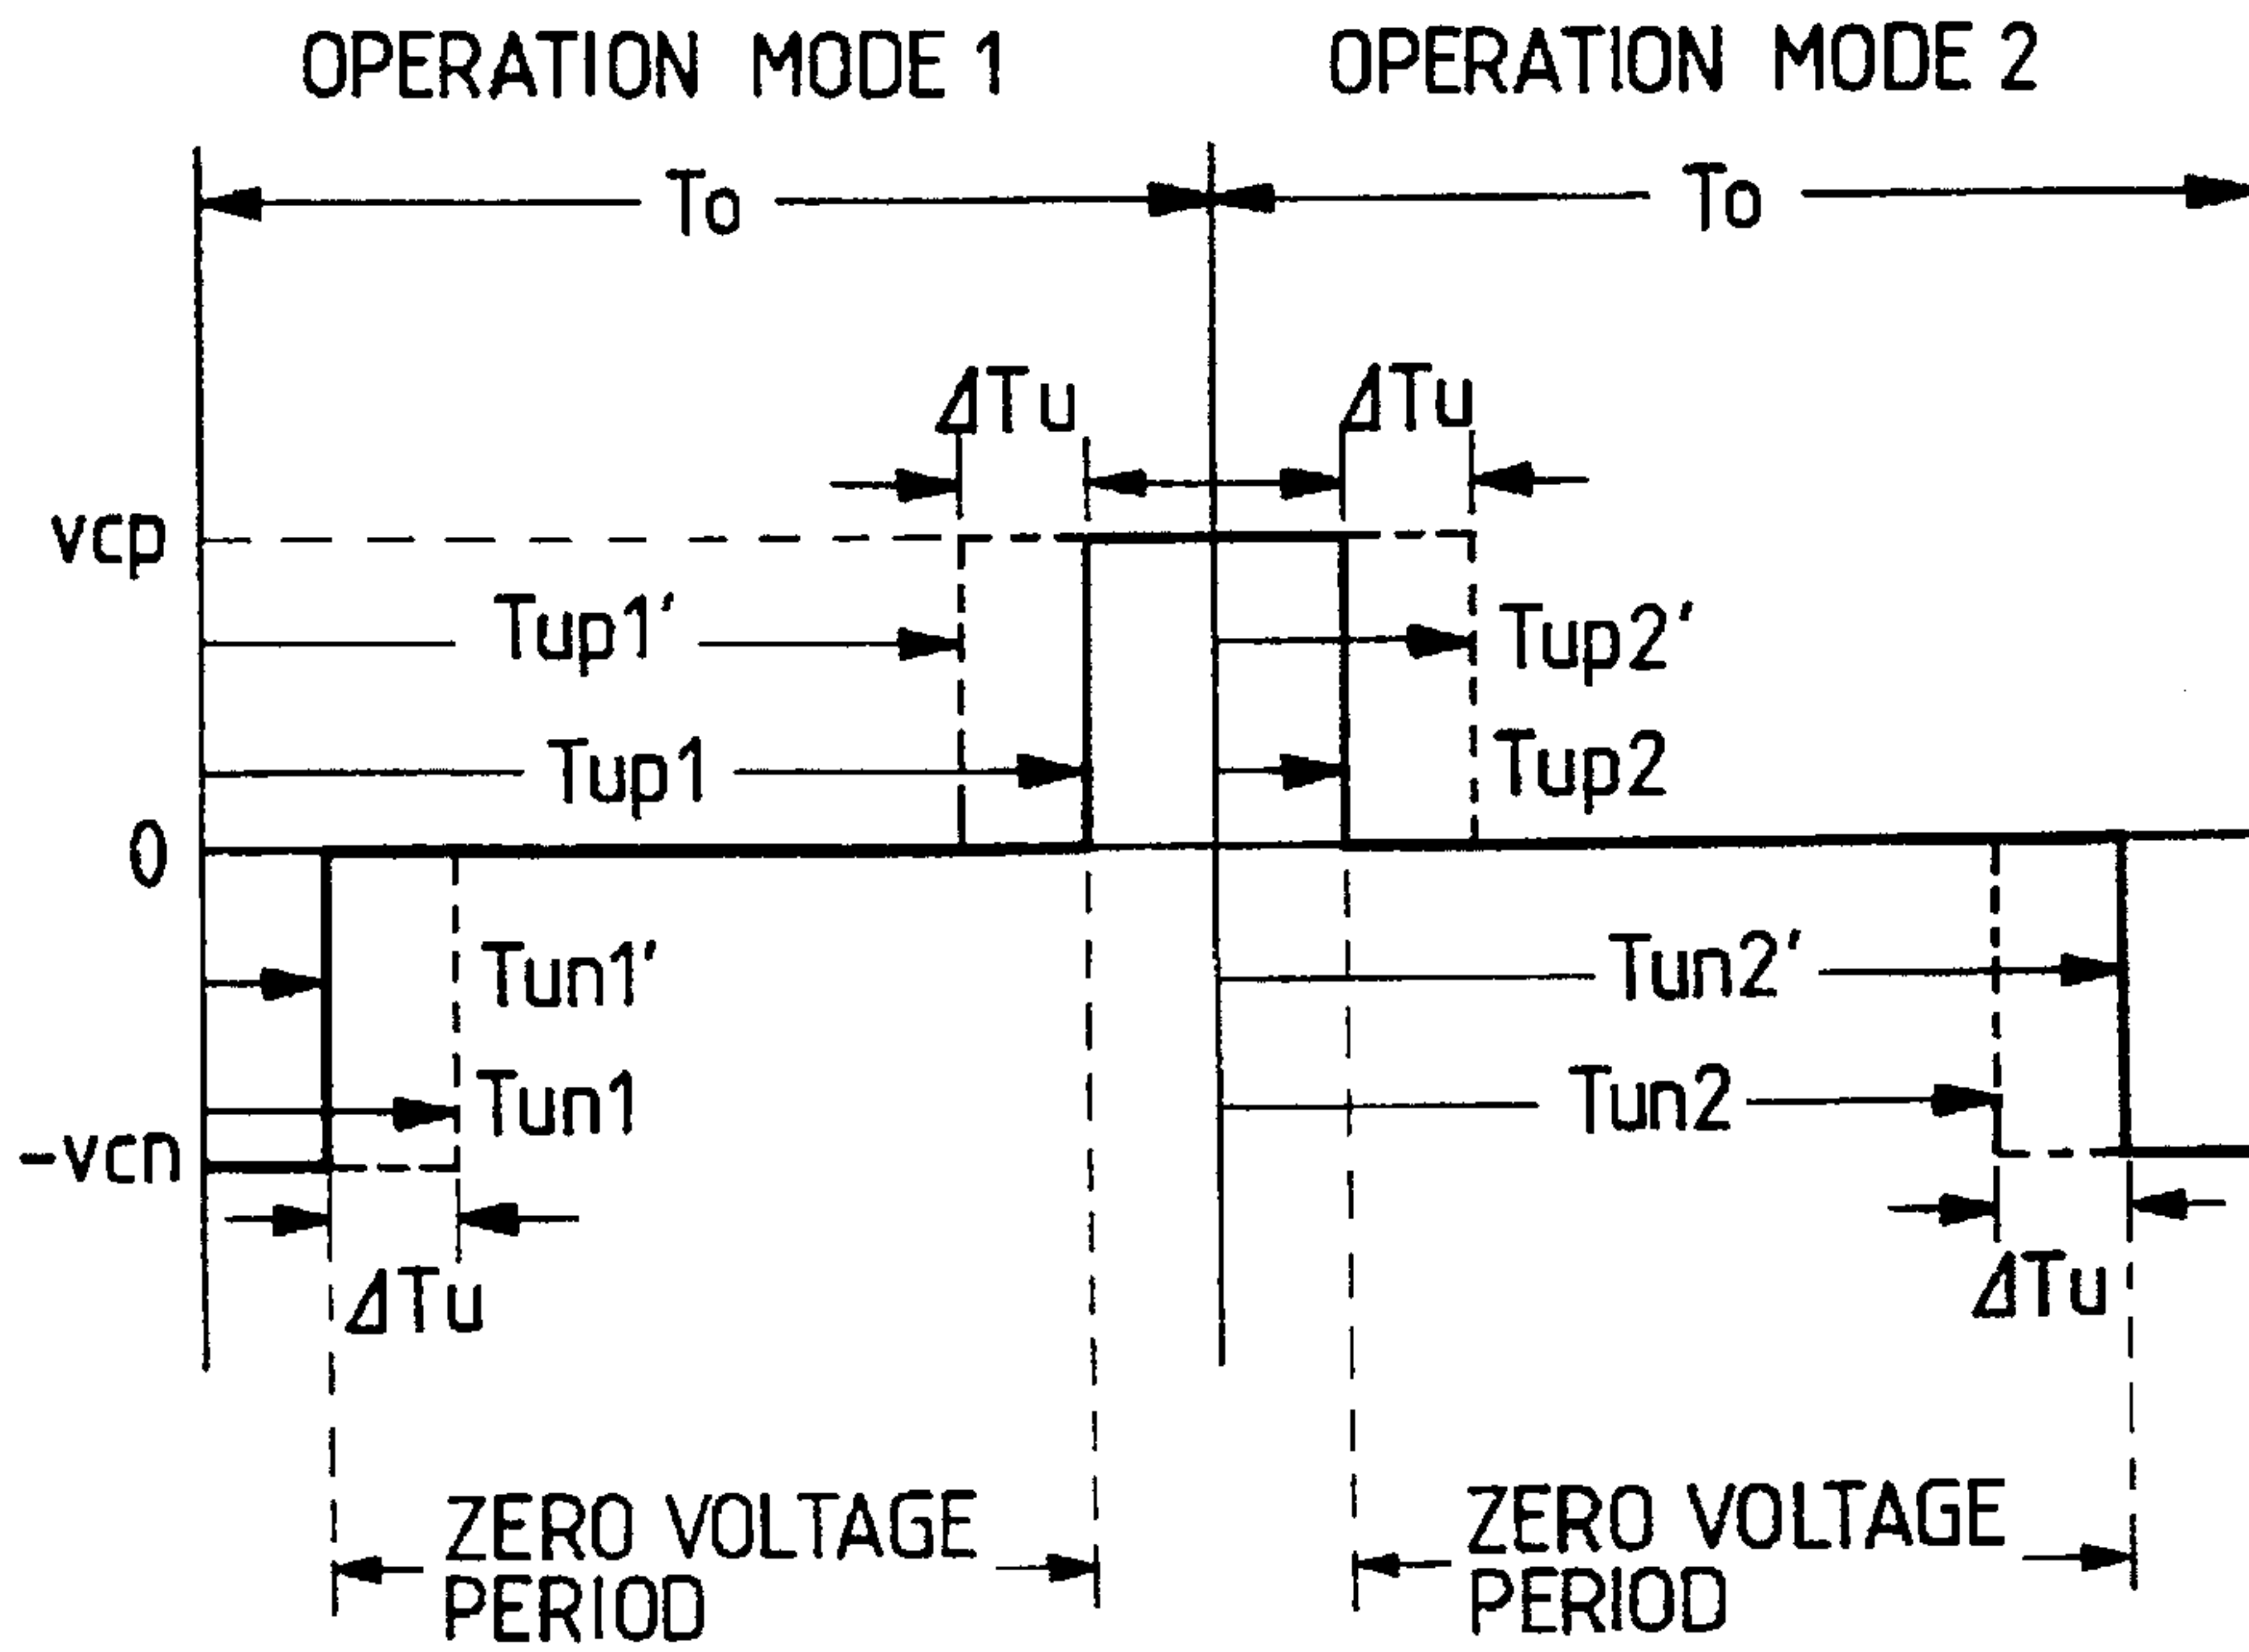 OPERATION MODE 1
OPERATION MODE 2
To
To
ΔTu
ΔTu
vcp
Tup1'
Tup2'
Tup1
Tup2
0
Tun1'
Tun2'
Tun1
Tun2
-vcn
ΔTu
ΔTu
ZERO VOLTAGE
PERIOD
ZERO VOLTAGE
PERIOD